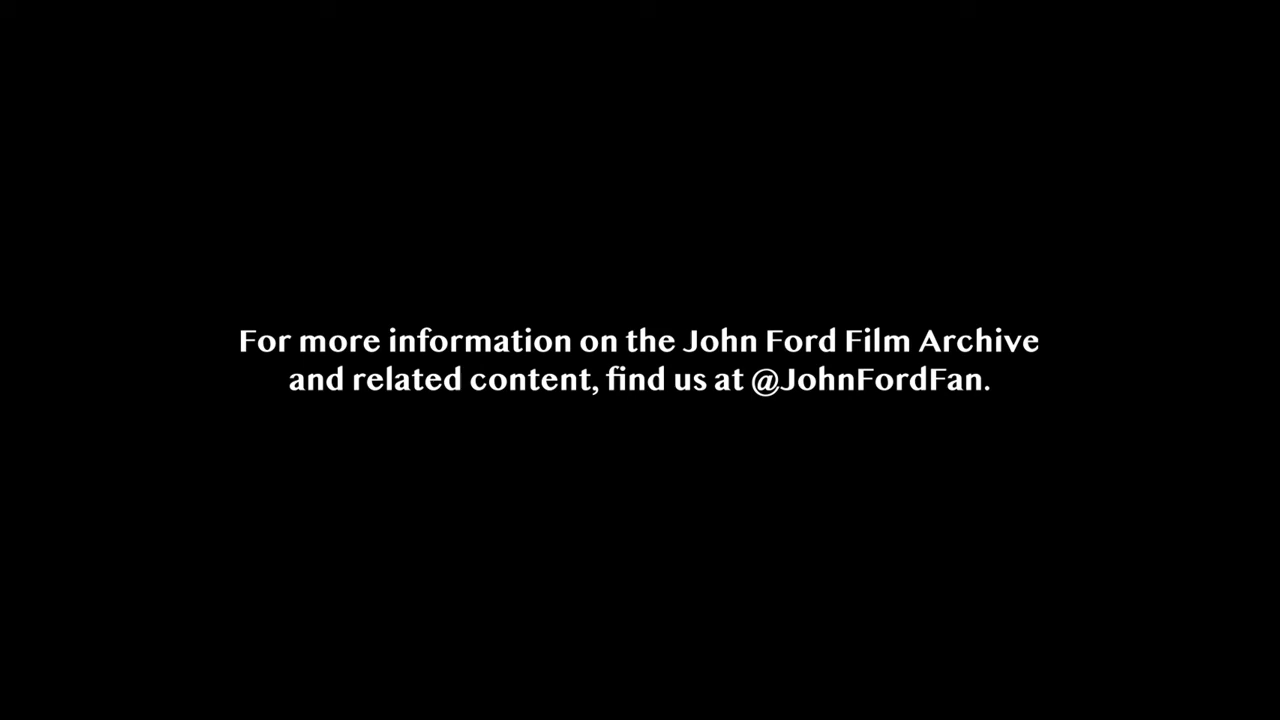 For more information on the John Ford Film Archive
and related content, find us at @JohnFordFan.